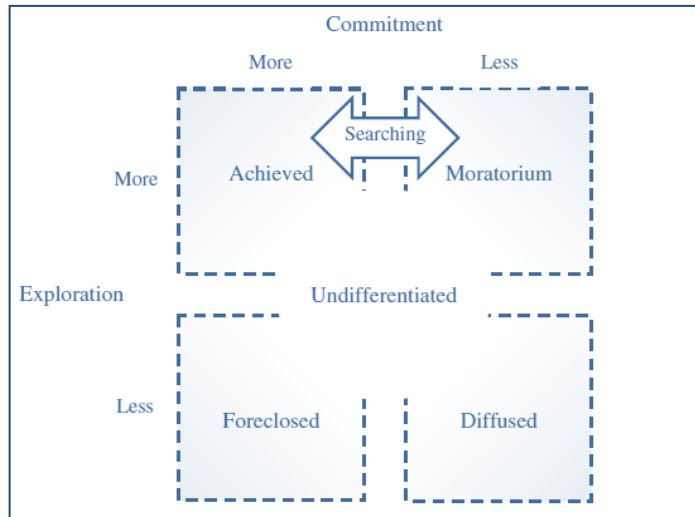 Commitment
More Less
Searching
More Achieved Moratorium
Exploration Undifferentiated
Less Foreclosed Diffused